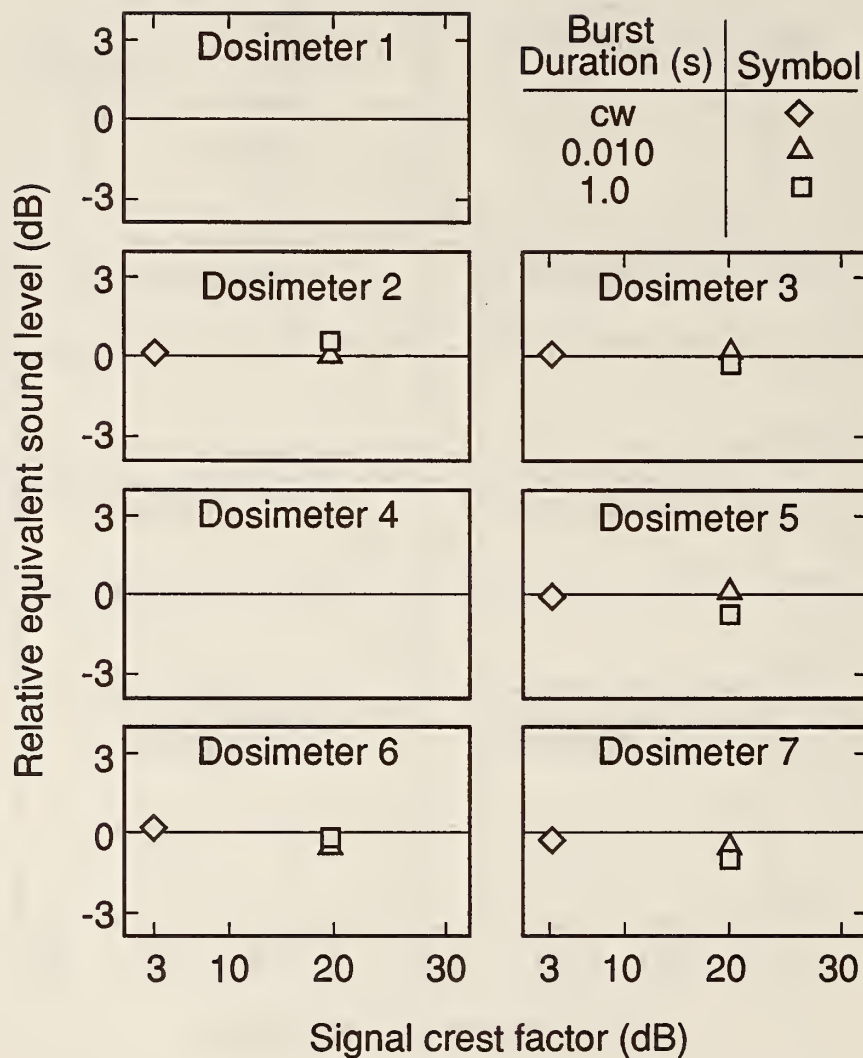 Relative equivalent sound level (dB)
Dosimeter 1
3
0
-3
Burst
Duration (s) Symbol
cw
0.010
1.0
Dosimeter 2
3
0
-3
Dosimeter 3
Dosimeter 4
3
0
-3
Dosimeter 5
Dosimeter 6
3
0
-3
Dosimeter 7
3 10 20 30
3 10 20 30
Signal crest factor (dB)